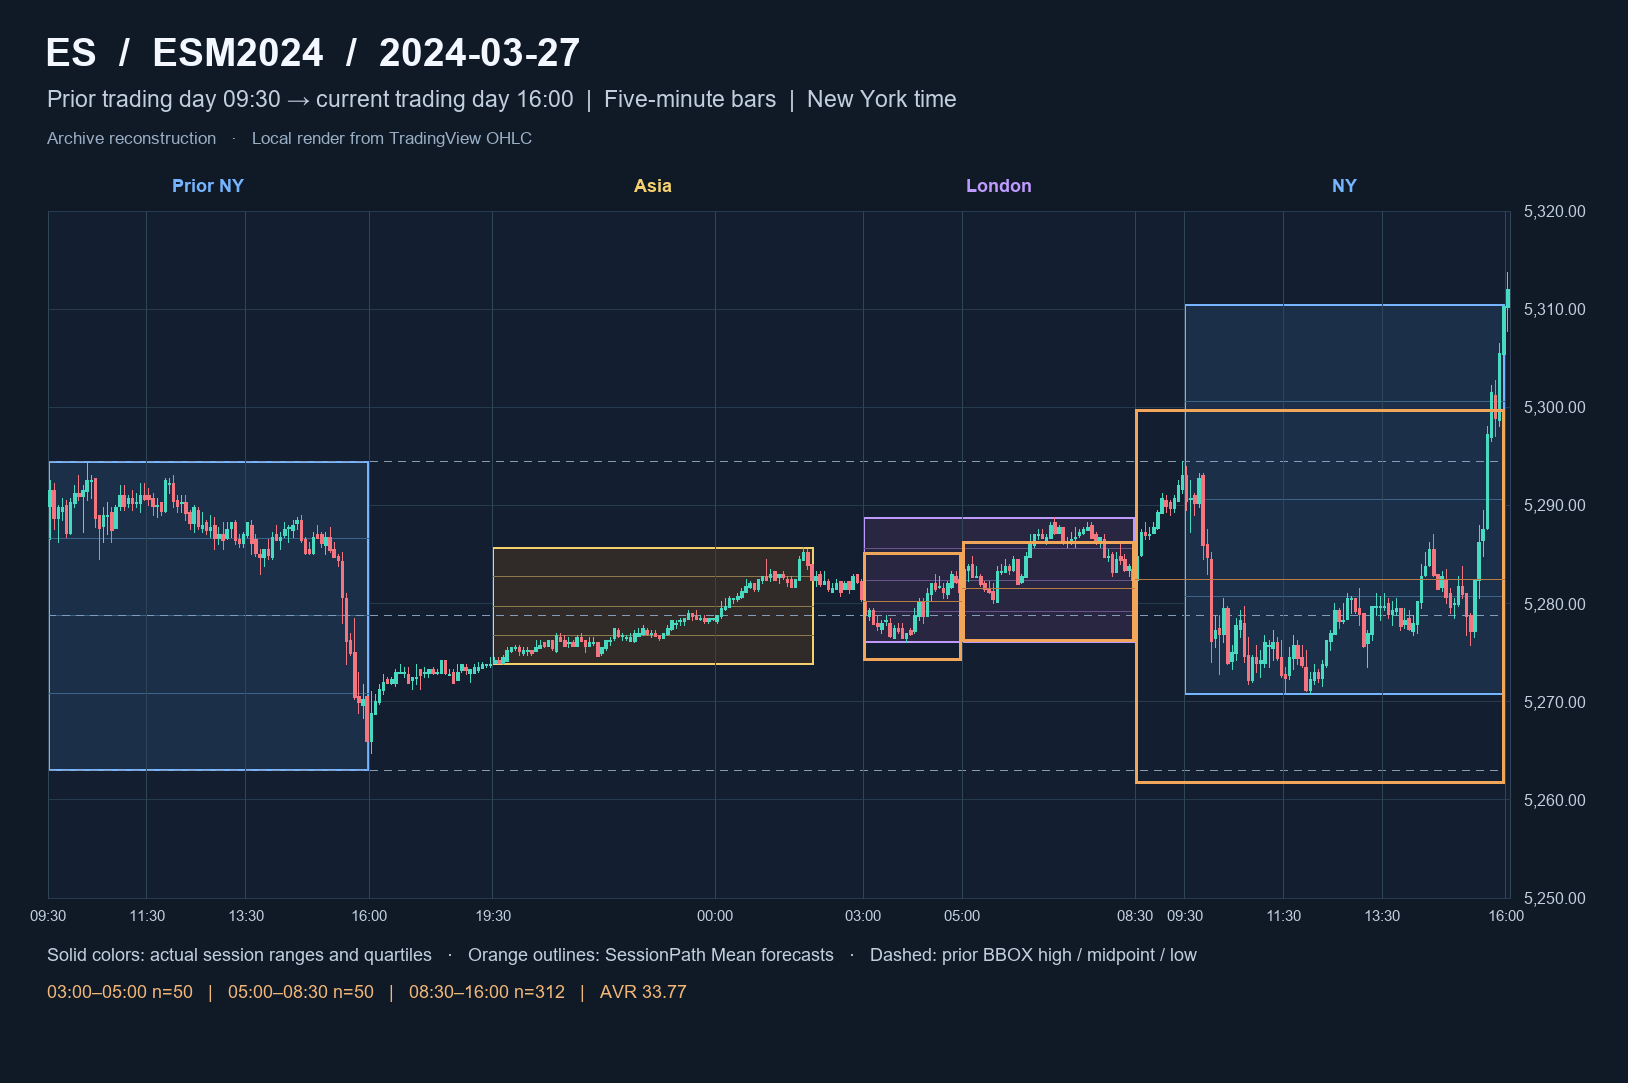 ES / ESM2024 / 2024-03-27
Prior trading day 09:30 → current trading day 16:00 | Five-minute bars | New York time
Archive reconstruction · Local render from TradingView OHLC
Prior NY Asia London NY
5,320.00
5,310.00
5,300.00
5,290.00
5,280.00
5,270.00
5,260.00
5,250.00
09:30 11:30 13:30 16:00 19:30 00:00 03:00 05:00 08:30 09:30 11:30 13:30 16:00
Solid colors: actual session ranges and quartiles · Orange outlines: SessionPath Mean forecasts · Dashed: prior BBOX high / midpoint / low
03:00–05:00 n=50 | 05:00–08:30 n=50 | 08:30–16:00 n=312 | AVR 33.77